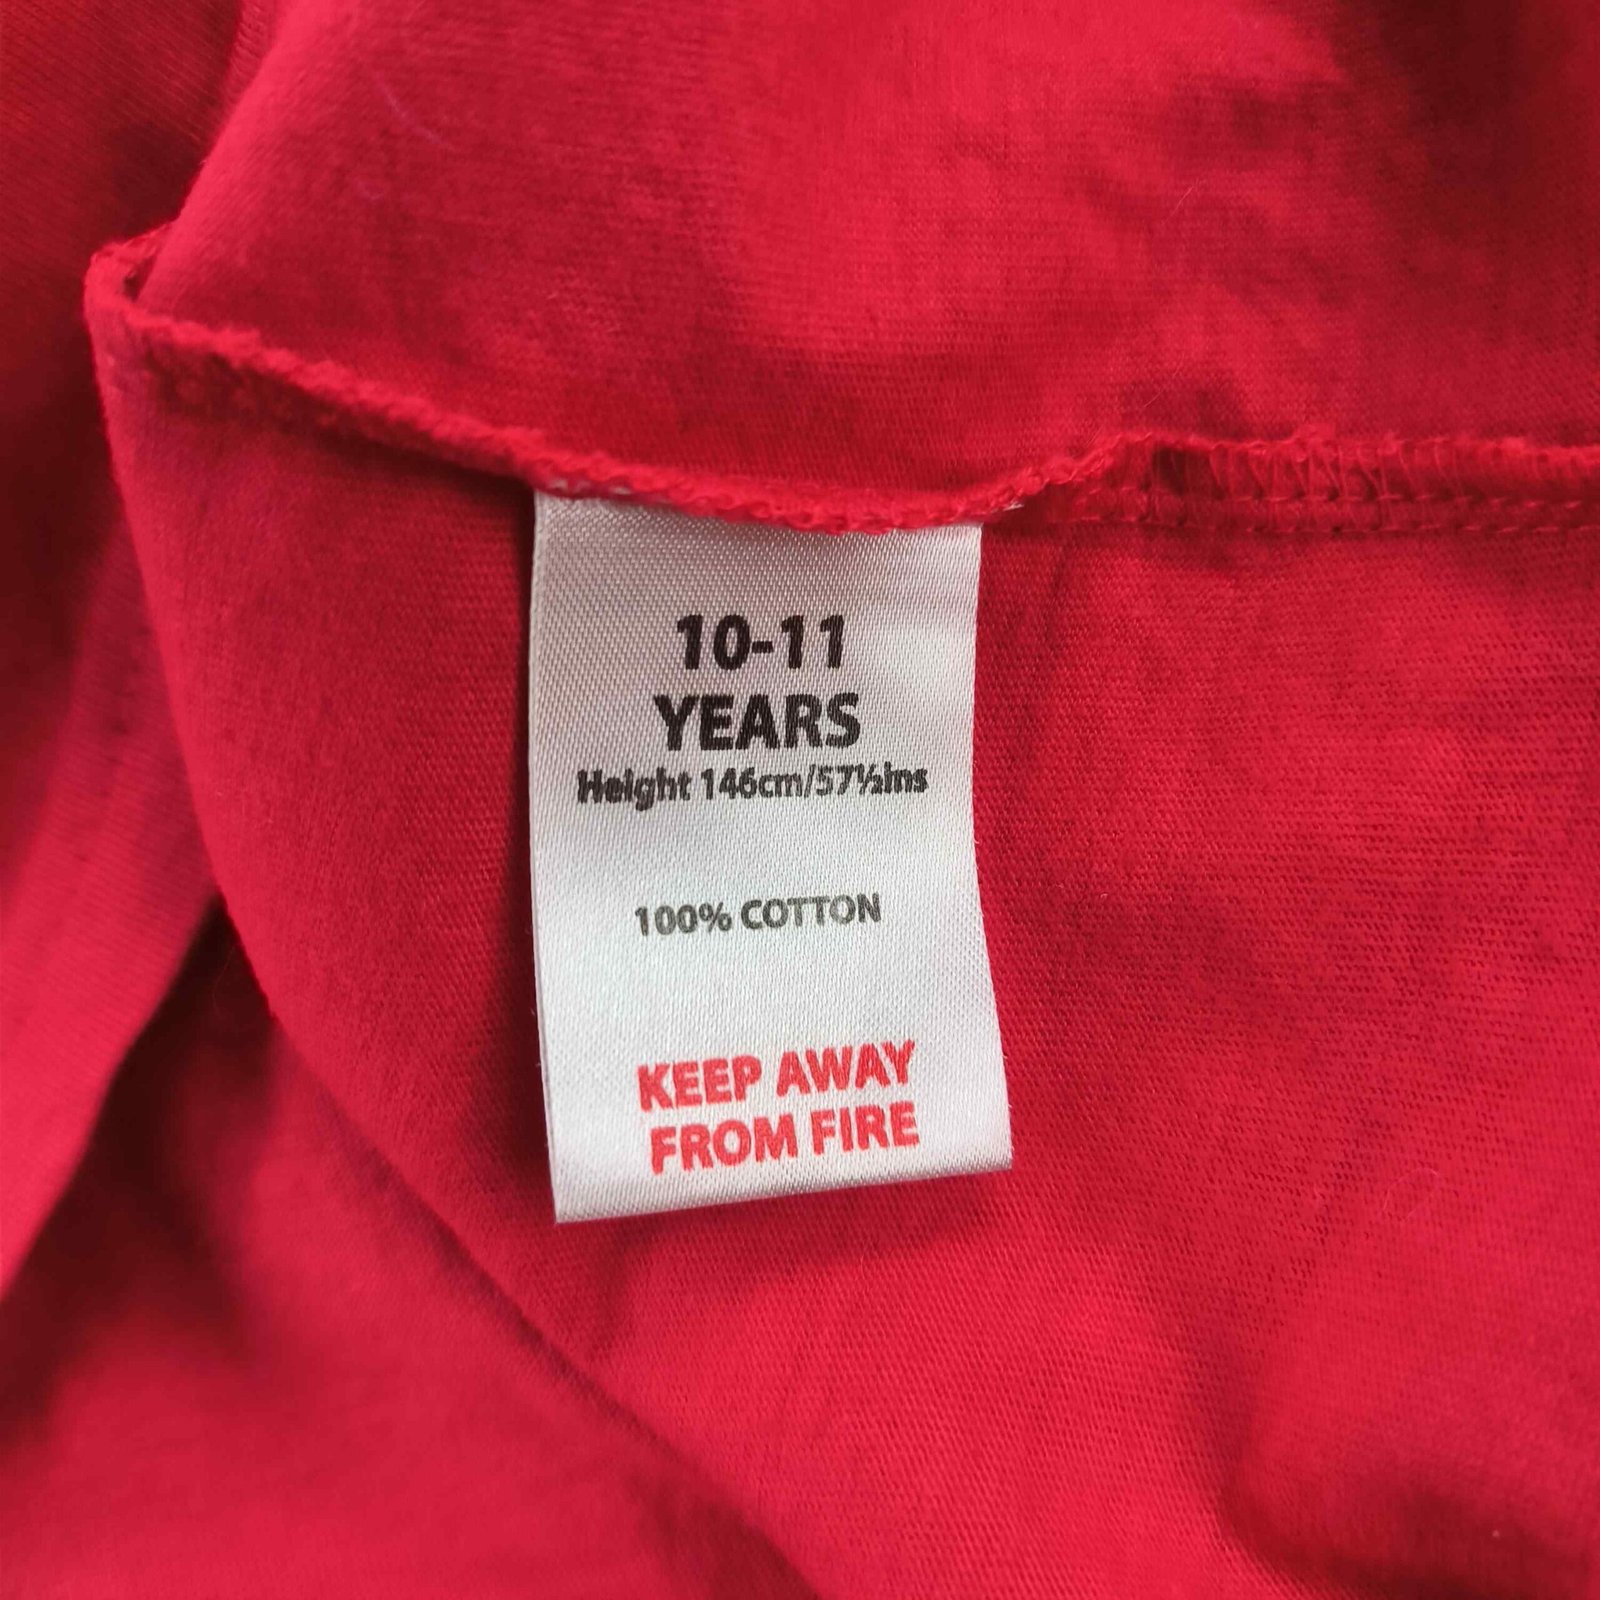 10-11
YEARS
Height 146cm/57½ins
100% COTTON
KEEP AWAY
FROM FIRE